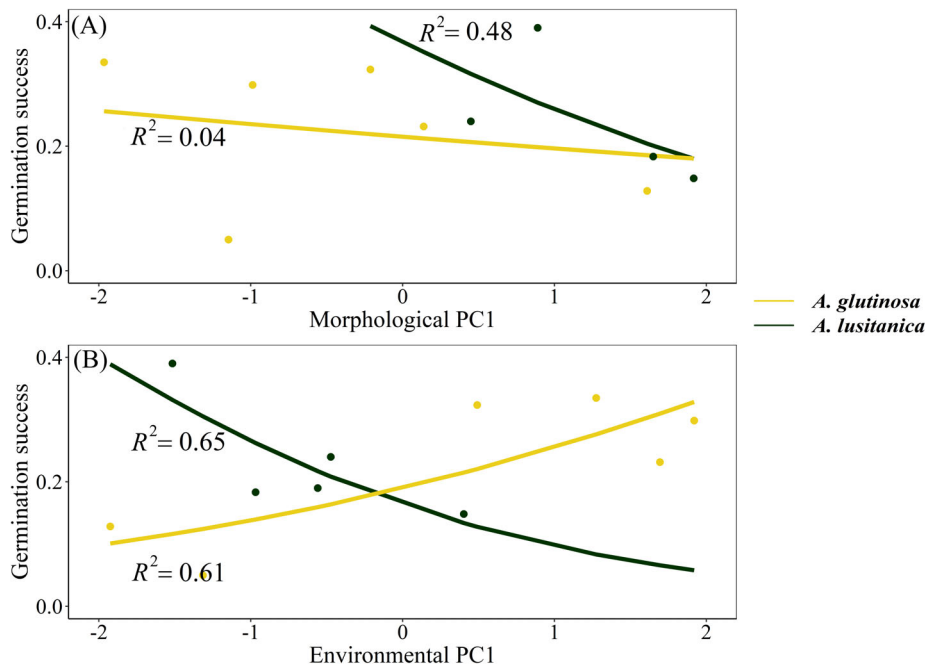 (A)
0.4
0.2
0.0
Germination success
R² = 0.48
R² = 0.04
-2 -1 0 1 2
Morphological PC1
A. glutinosa
A. lusitanica
(B)
0.4
0.2
0.0
Germination success
R² = 0.65
R² = 0.61
-2 -1 0 1 2
Environmental PC1